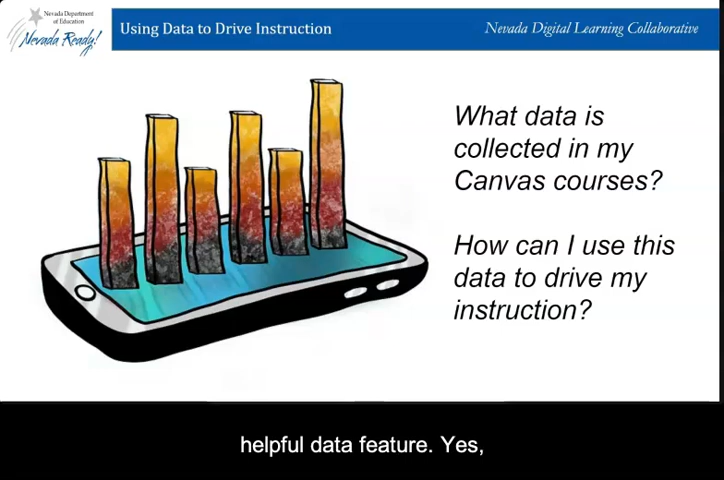 Nevada Department
of Education
Nevada Ready!
Using Data to Drive Instruction
Nevada Digital Learning Collaborative
What data is
collected in my
Canvas courses?
How can I use this
data to drive my
instruction?
helpful data feature. Yes,